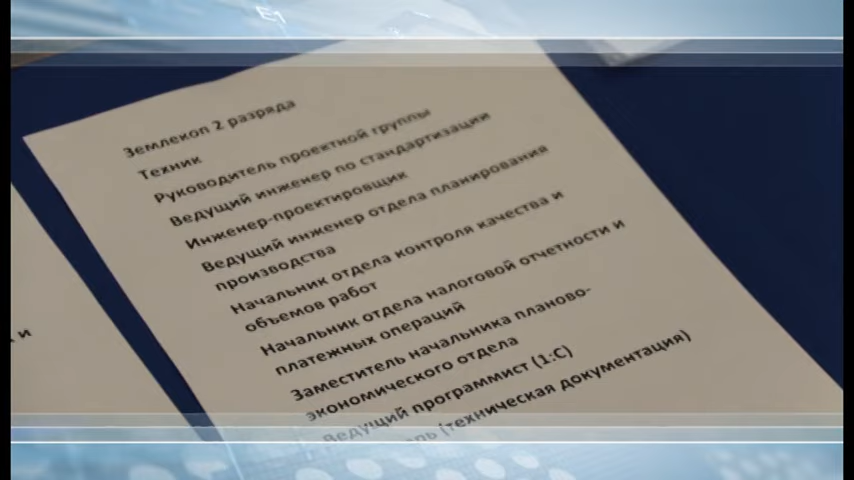 Землекоп 2 разряда
Техник
Руководитель проектной группы
Ведущий инженер по стандартизации
Инженер-проектировщик
Ведущий инженер отдела планирования
производства
Начальник отдела контроля качества и
объемов работ
Начальник отдела налоговой отчетности и
платежных операций
Заместитель начальника планово-
экономического отдела
Ведущий программист (1:С)
(техническая документация)
и